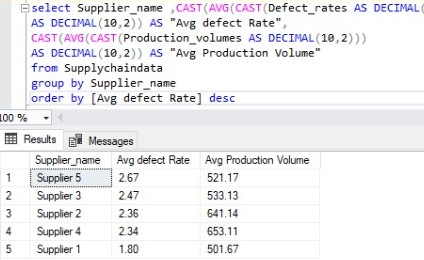 select Supplier_name ,CAST(AVG(CAST(Defect_rates AS DECIMAL(
AS DECIMAL(10,2)) AS "Avg defect Rate",
CAST(AVG(CAST(Production_volumes AS DECIMAL(10,2)))
AS DECIMAL(10,2)) AS "Avg Production Volume"
from Supplychaindata
group by Supplier_name
order by [Avg defect Rate] desc
00 %
Results Messages
Supplier_name Avg defect Rate Avg Production Volume
1 Supplier 5 2.67 521.17
2 Supplier 3 2.47 533.13
3 Supplier 2 2.36 641.14
4 Supplier 4 2.34 653.11
5 Supplier 1 1.80 501.67